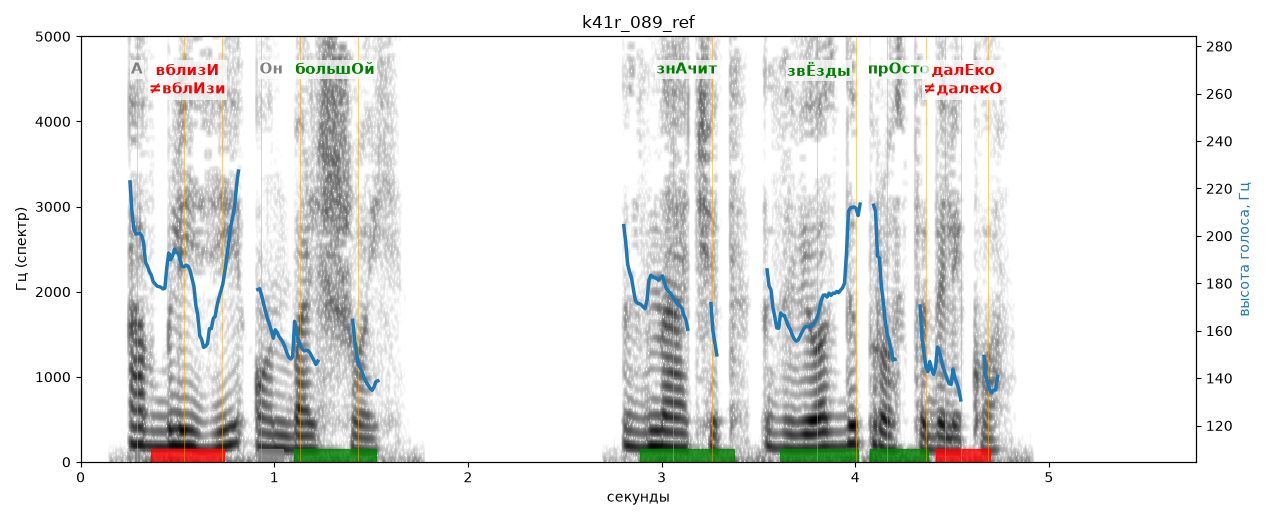 k41r_089_ref
5000
4000
3000
2000
1000
0
Гц (спектр)
280
260
240
220
200
180
160
140
120
высота голоса, Гц
А
вблизИ
≠вблИзи
Он
большОй
знАчит
звЁзды
прОсто
далЕко
≠далекО
0
1
2
3
4
5
секунды